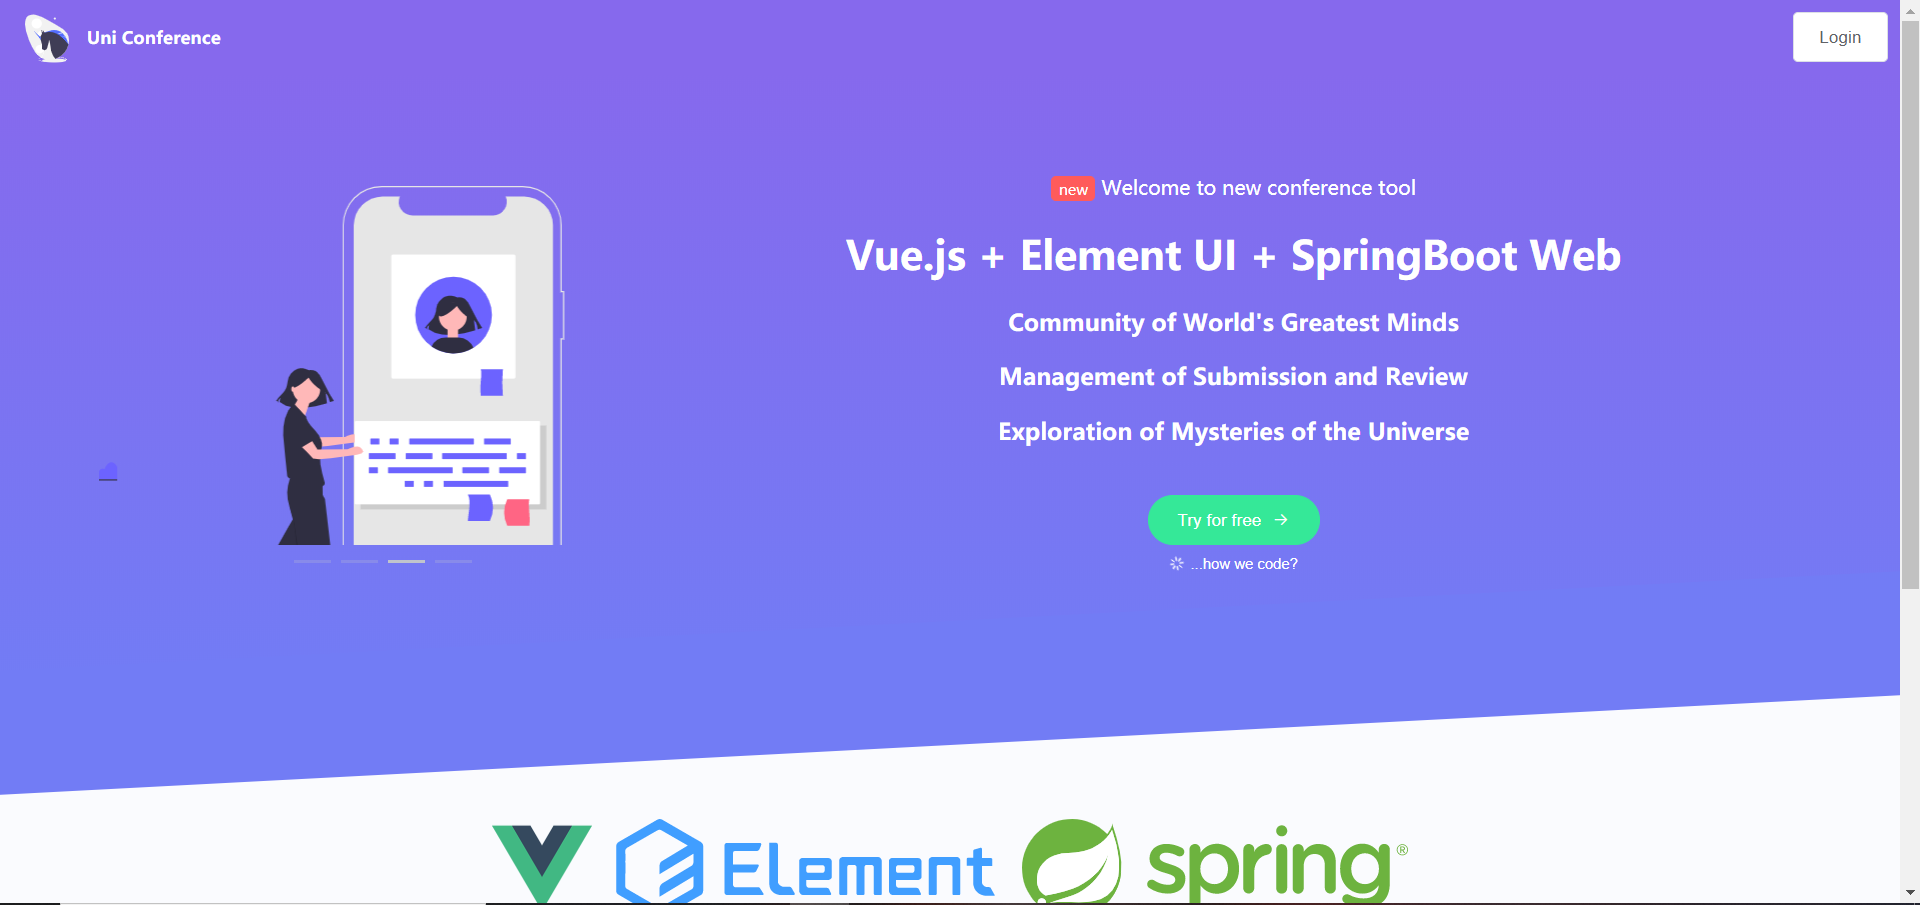 Uni Conference
Login
new Welcome to new conference tool
Vue.js + Element UI + SpringBoot Web
Community of World's Greatest Minds
Management of Submission and Review
Exploration of Mysteries of the Universe
Try for free →
...how we code?
Element spring®